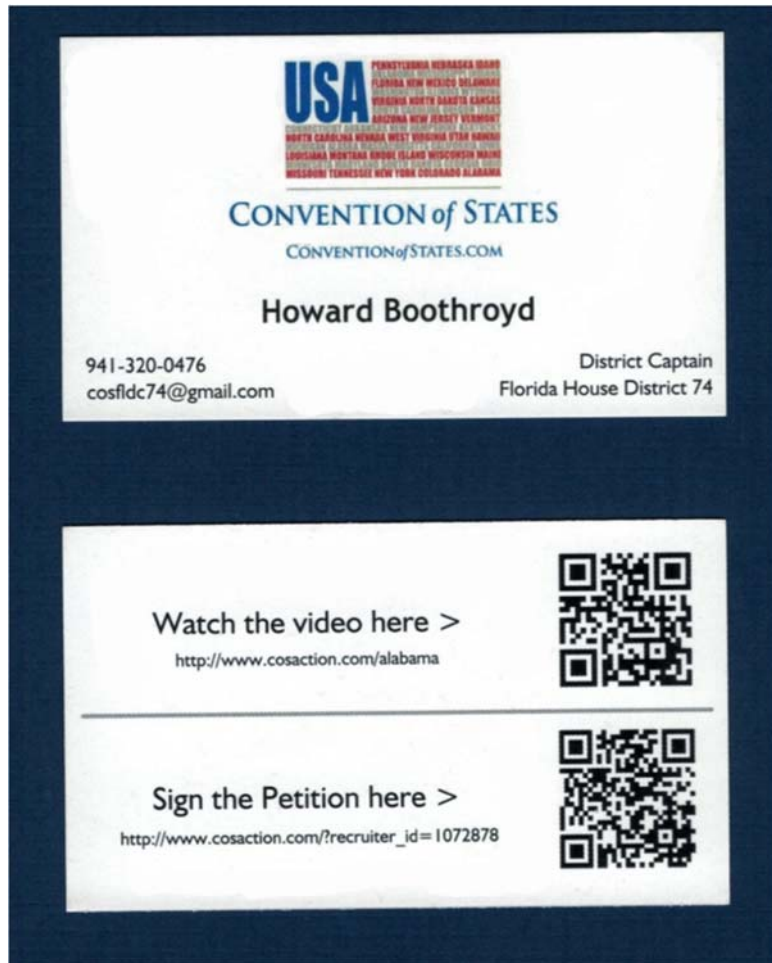 USA
PENNSYLVANIA NEBRASKA IDAHO
FLORIDA NEW MEXICO DELAWARE
VIRGINIA NORTH DAKOTA KANSAS
ARIZONA NEW JERSEY VERMONT
NORTH CAROLINA NEVADA WEST VIRGINIA UTAH HAWAII
LOUISIANA MONTANA RHODE ISLAND WISCONSIN MAINE
MISSOURI TENNESSEE NEW YORK COLORADO ALABAMA
CONVENTION of STATES
CONVENTIONofSTATES.COM
Howard Boothroyd
941-320-0476
cosfldc74@gmail.com
District Captain
Florida House District 74
Watch the video here >
http://www.cosaction.com/alabama
Sign the Petition here >
http://www.cosaction.com/?recruiter_id=1072878